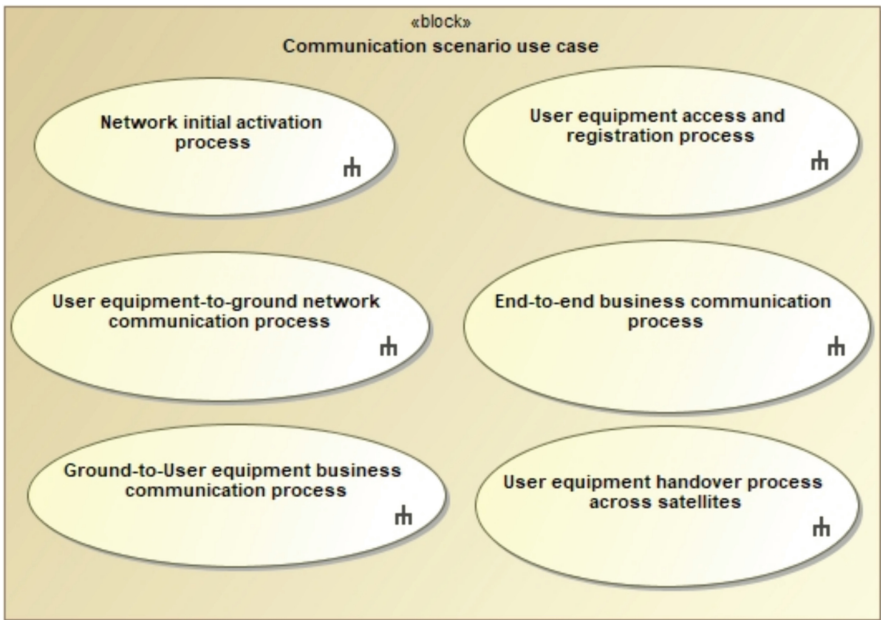 «block»
Communication scenario use case
Network initial activation
process
User equipment access and
registration process
User equipment-to-ground network
communication process
End-to-end business communication
process
Ground-to-User equipment business
communication process
User equipment handover process
across satellites